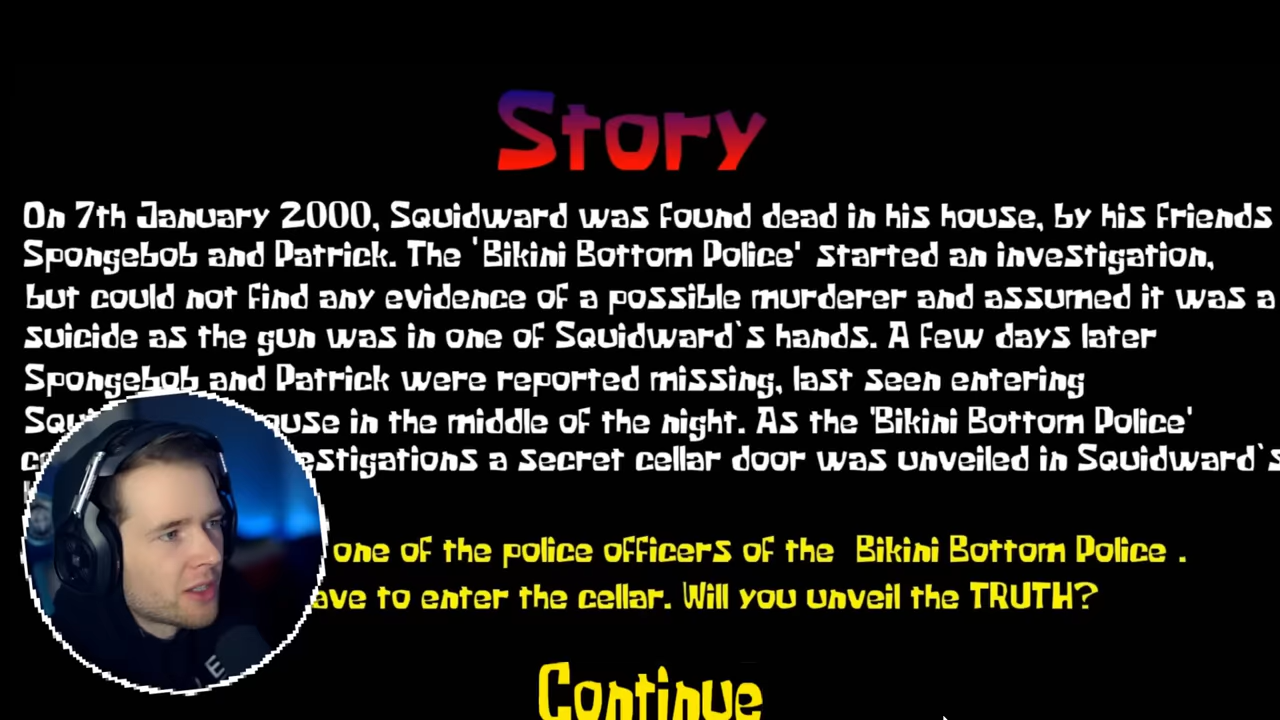 Story
On 7th January 2000, Squidward was found dead in his house, by his friends
Spongebob and Patrick. The 'Bikini Bottom Police' started an investigation,
but could not find any evidence of a possible murderer and assumed it was a
suicide as the gun was in one of Squidward`s hands. A few days later
Spongebob and Patrick were reported missing, last seen entering
in the middle of the night. As the 'Bikini Bottom Police'
a secret cellar door was unveiled in Squidward`s
one of the police officers of the Bikini Bottom Police .
to enter the cellar. Will you unveil the TRUTH?
Continue